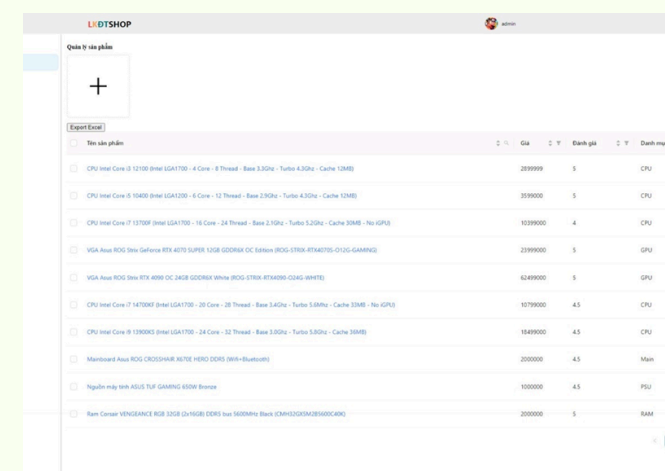 LKĐTSHOP
admin
Quản lý sản phẩm
Export Excel
Tên sản phẩm Giá Đánh giá Danh mụ
CPU Intel Core i3 12100 (Intel LGA1700 - 4 Core - 8 Thread - Base 3.3Ghz - Turbo 4.3Ghz - Cache 12MB) 2899999 5 CPU
CPU Intel Core i5 10400 (Intel LGA1200 - 6 Core - 12 Thread - Base 2.9Ghz - Turbo 4.3Ghz - Cache 12MB) 3599000 5 CPU
CPU Intel Core i7 13700F (Intel LGA1700 - 16 Core - 24 Thread - Base 2.1Ghz - Turbo 5.2Ghz - Cache 30MB - No iGPU) 10399000 4 CPU
VGA Asus ROG Strix GeForce RTX 4070 SUPER 12GB GDDR6X OC Edition (ROG-STRIX-RTX4070S-O12G-GAMING) 23999000 5 GPU
VGA Asus ROG Strix RTX 4090 OC 24GB GDDR6X White (ROG-STRIX-RTX4090-O24G-WHITE) 62499000 5 GPU
CPU Intel Core i7 14700KF (Intel LGA1700 - 20 Core - 28 Thread - Base 3.4Ghz - Turbo 5.6Mhz - Cache 33MB - No iGPU) 10799000 4.5 CPU
CPU Intel Core i9 13900KS (Intel LGA1700 - 24 Core - 32 Thread - Base 3.0Ghz - Turbo 5.8Ghz - Cache 36MB) 18499000 4.5 CPU
Mainboard Asus ROG CROSSHAIR X670E HERO DDR5 (Wifi+Bluetooth) 2000000 4.5 Main
Nguồn máy tính ASUS TUF GAMING 650W Bronze 1000000 4.5 PSU
Ram Corsair VENGEANCE RGB 32GB (2x16GB) DDR5 bus 5600MHz Black (CMH32GX5M2B5600C40K) 2000000 5 RAM